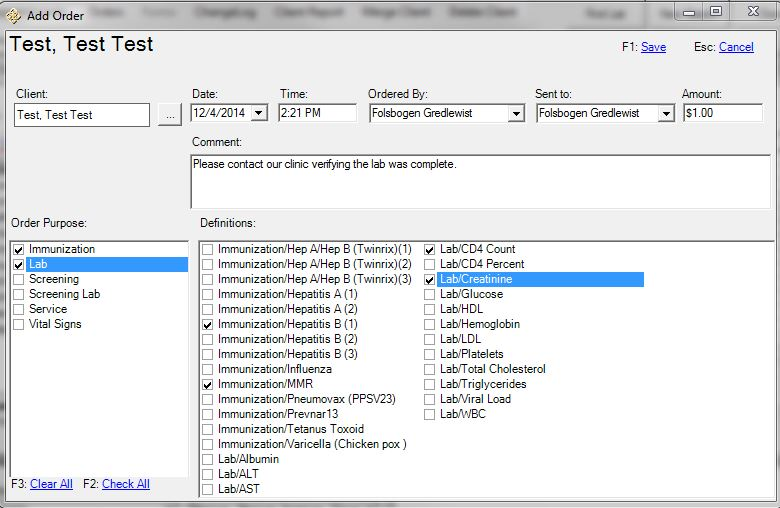 Add Order
Test, Test Test
F1: Save Esc: Cancel
Client: Date: Time: Ordered By: Sent to: Amount:
Test, Test Test ... 12/4/2014 2:21 PM Folsbogen Gredlewist Folsbogen Gredlewist $1.00
Comment:
Please contact our clinic verifying the lab was complete.
Order Purpose:
Immunization
Lab
Screening
Screening Lab
Service
Vital Signs
F3: Clear All F2: Check All
Definitions:
Immunization/Hep A/Hep B (Twinrix)(1)
Immunization/Hep A/Hep B (Twinrix)(2)
Immunization/Hep A/Hep B (Twinrix)(3)
Immunization/Hepatitis A (1)
Immunization/Hepatitis A (2)
Immunization/Hepatitis B (1)
Immunization/Hepatitis B (2)
Immunization/Hepatitis B (3)
Immunization/Influenza
Immunization/MMR
Immunization/Pneumovax (PPSV23)
Immunization/Prevnar13
Immunization/Tetanus Toxoid
Immunization/Varicella (Chicken pox )
Lab/Albumin
Lab/ALT
Lab/AST
Lab/CD4 Count
Lab/CD4 Percent
Lab/Creatinine
Lab/Glucose
Lab/HDL
Lab/Hemoglobin
Lab/LDL
Lab/Platelets
Lab/Total Cholesterol
Lab/Triglycerides
Lab/Viral Load
Lab/WBC